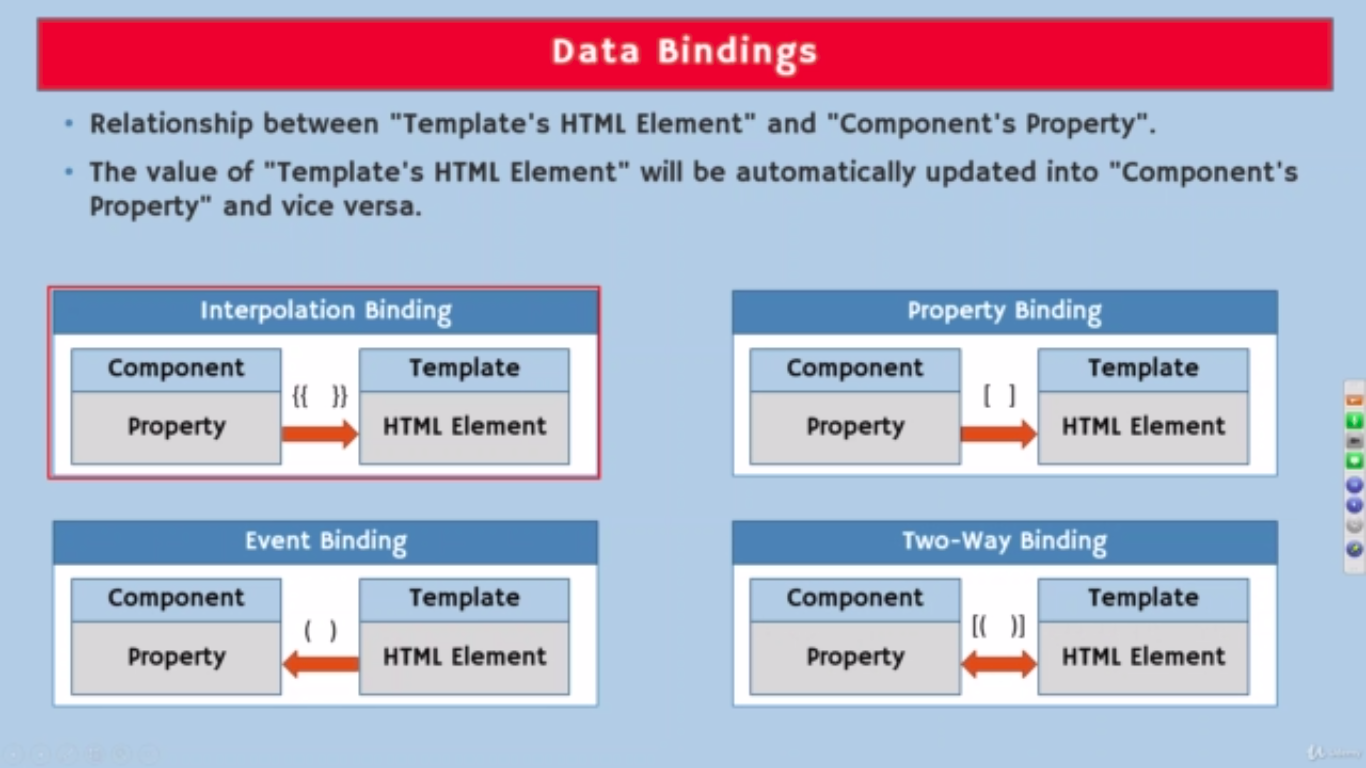 Data Bindings
• Relationship between "Template's HTML Element" and "Component's Property".
• The value of "Template's HTML Element" will be automatically updated into "Component's
Property" and vice versa.
Interpolation Binding
Component
{{ }}
Template
Property
HTML Element
Property Binding
Component
[ ]
Template
Property
HTML Element
Event Binding
Component
( )
Template
Property
HTML Element
Two-Way Binding
Component
[( )]
Template
Property
HTML Element